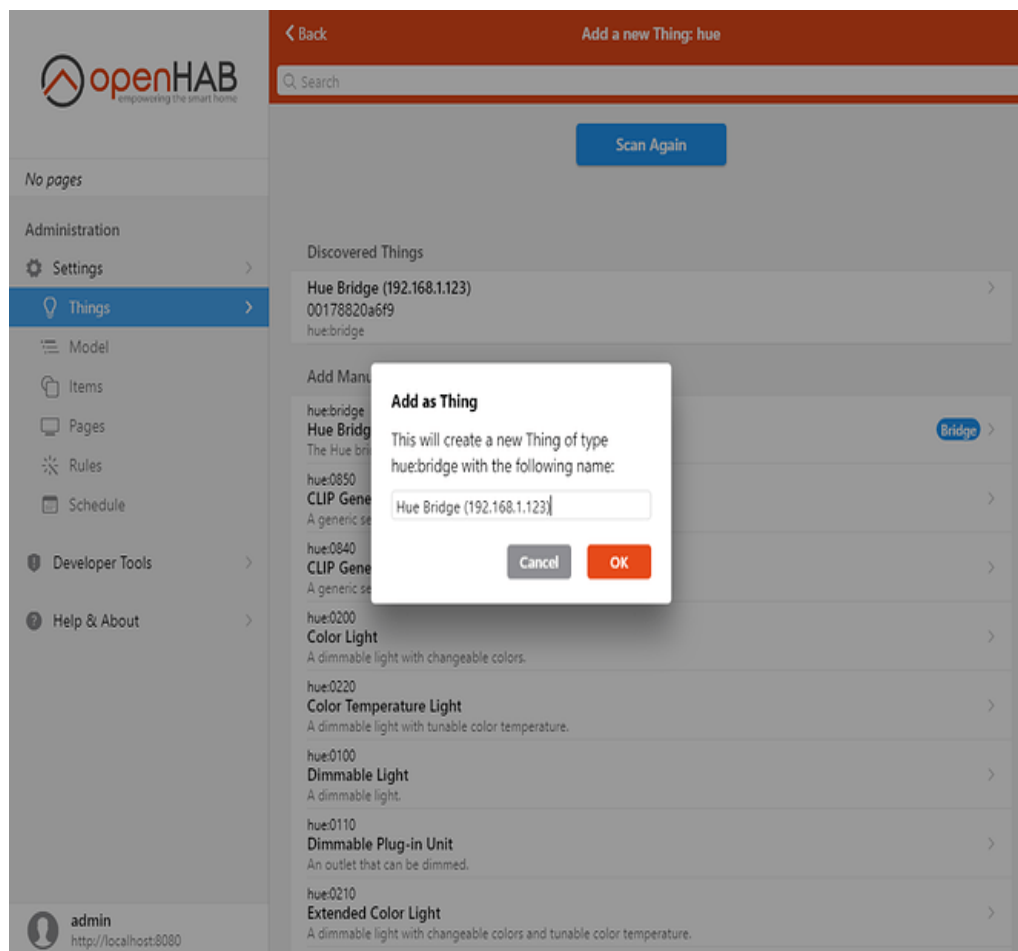 openHAB
empowering the smart home
No pages
Administration
Settings
Things
Model
Items
Pages
Rules
Schedule
Developer Tools
Help & About
admin
http://localhost:8080
Back
Add a new Thing: hue
Search
Scan Again
Discovered Things
Hue Bridge (192.168.1.123)
00178820a6f9
hue:bridge
Add Manu
hue:bridge
Hue Bridg
The Hue bri
Bridge
hue:0850
CLIP Gene
A generic se
hue:0840
CLIP Gene
A generic se
hue:0200
Color Light
A dimmable light with changeable colors.
hue:0220
Color Temperature Light
A dimmable light with tunable color temperature.
hue:0100
Dimmable Light
A dimmable light.
hue:0110
Dimmable Plug-in Unit
An outlet that can be dimmed.
hue:0210
Extended Color Light
A dimmable light with changeable colors and tunable color temperature.
Add as Thing
This will create a new Thing of type
hue:bridge with the following name:
Hue Bridge (192.168.1.123)
Cancel
OK